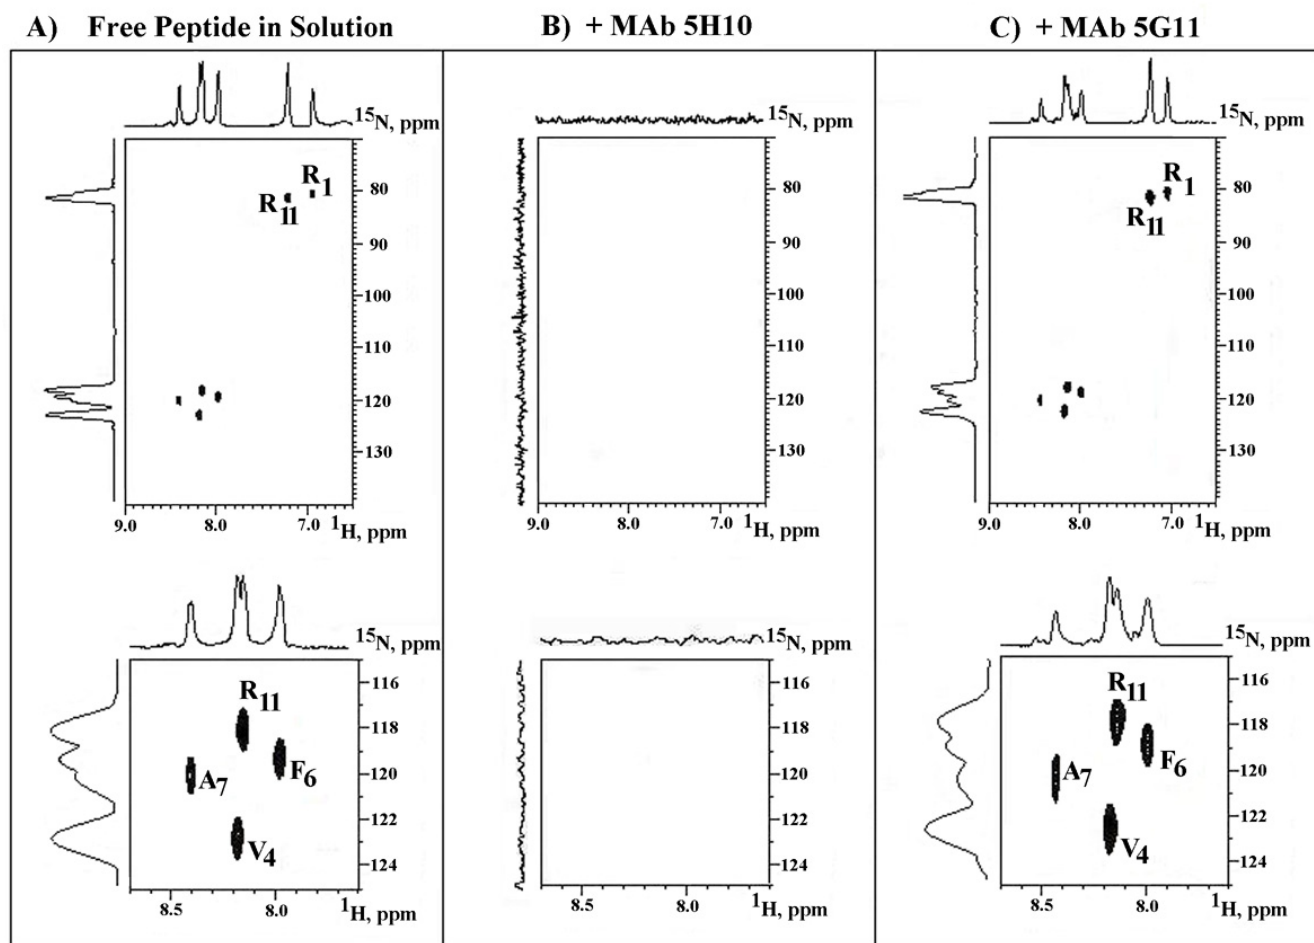 A) Free Peptide in Solution
B) + MAb 5H10
C) + MAb 5G11
15N, ppm
R1
R11
80
90
100
110
120
130
9.0 8.0 7.0
1H, ppm
15N, ppm
80
90
100
110
120
130
9.0 8.0 7.0
1H, ppm
15N, ppm
R1
R11
80
90
100
110
120
130
9.0 8.0 7.0
1H, ppm
15N, ppm
R11
A7
F6
V4
116
118
120
122
124
8.5 8.0
1H, ppm
15N, ppm
116
118
120
122
124
8.5 8.0
1H, ppm
15N, ppm
R11
A7
F6
V4
116
118
120
122
124
8.5 8.0
1H, ppm